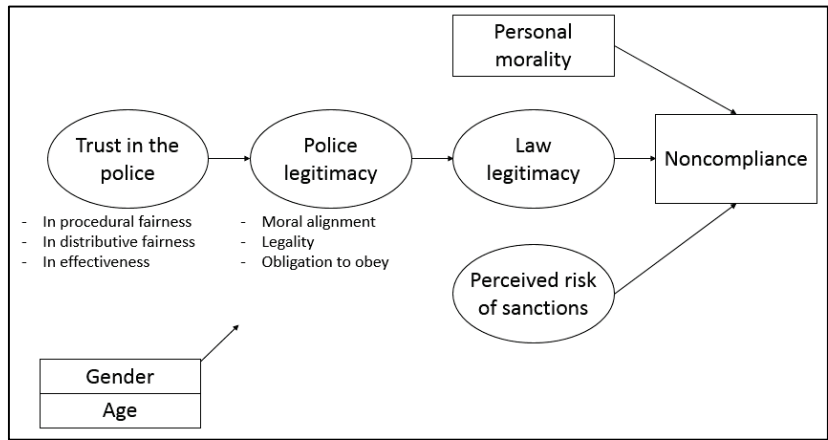 Personal
morality
Trust in the
police
Police
legitimacy
Law
legitimacy
Noncompliance
- In procedural fairness
- In distributive fairness
- In effectiveness
- Moral alignment
- Legality
- Obligation to obey
Perceived risk
of sanctions
Gender
Age